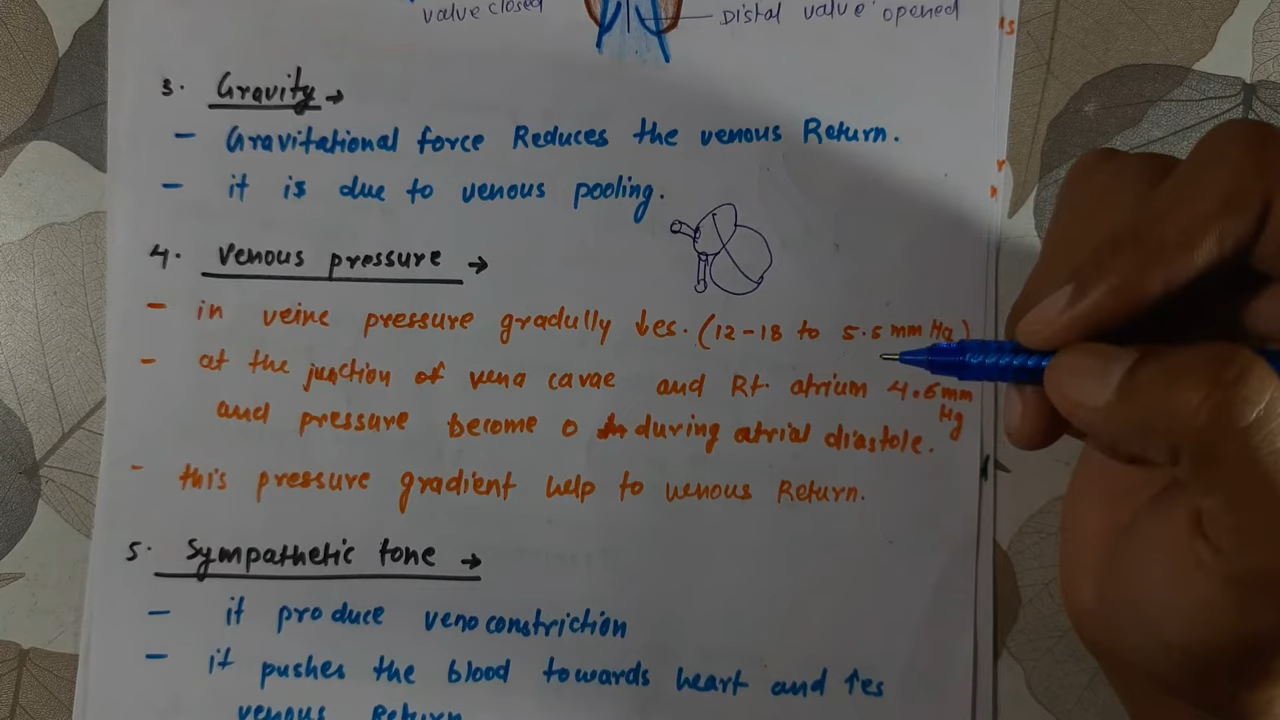 valve closed
Distal valve opened
3. Gravity →
- Gravitational force Reduces the venous Return.
- it is due to venous pooling.
4. Venous pressure →
- in veine pressure gradully ↓es. (12-18 to 5.5 mm Hg)
- at the junction of vena cavae and Rt. atrium 4.6mm Hg
and pressure become 0 during atrial diastole.
- this pressure gradient help to venous Return.
5. Sympathetic tone →
- it produce venoconstriction
- it pushes the blood towards heart and ↑es
venous Return